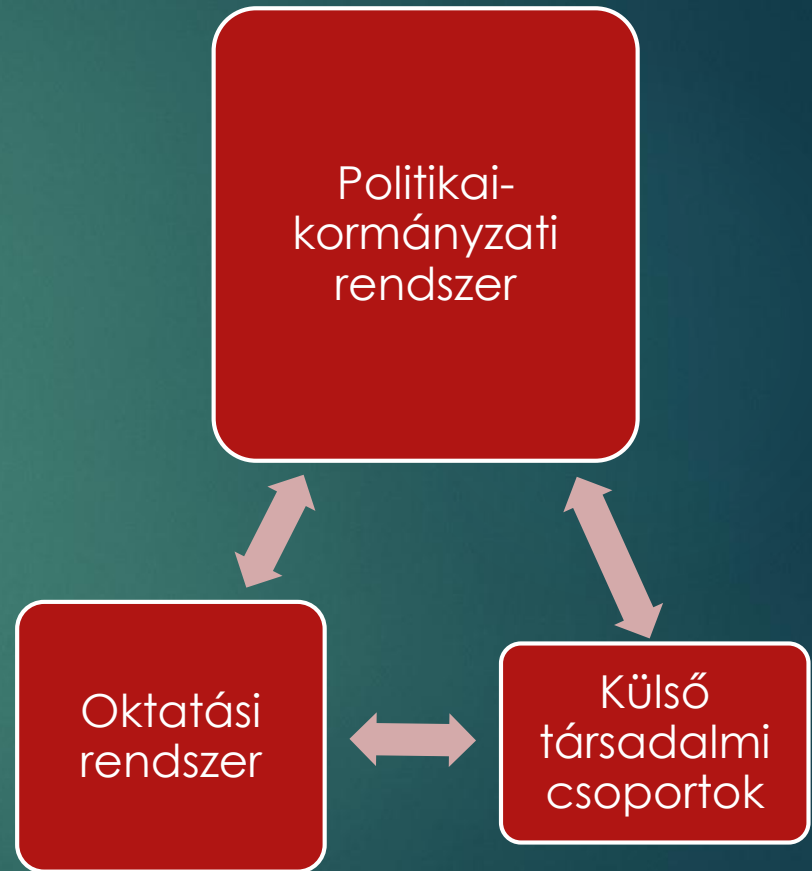 Politikai-
kormányzati
rendszer
Oktatási
rendszer
Külső
társadalmi
csoportok